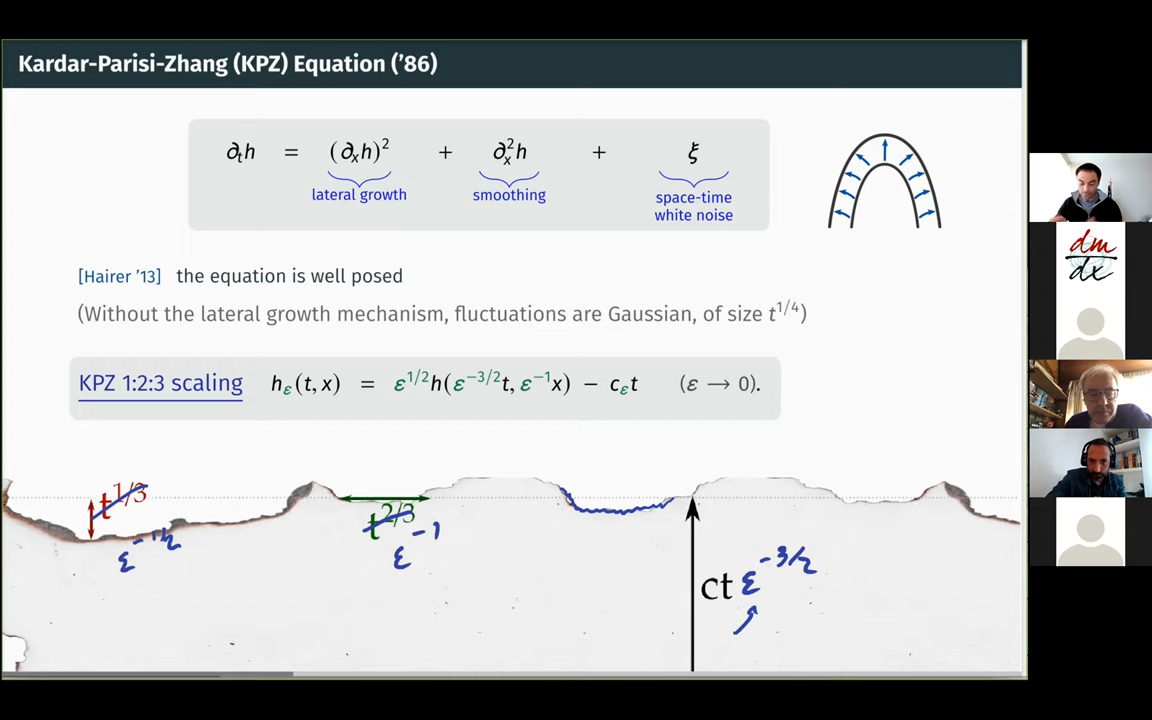 Kardar-Parisi-Zhang (KPZ) Equation ('86)
∂ₜh = (∂ₓh)² + ∂ₓ²h + ξ
lateral growth smoothing space-time
white noise
[Hairer '13] the equation is well posed
(Without the lateral growth mechanism, fluctuations are Gaussian, of size t^{1/4})
KPZ 1:2:3 scaling h_ε(t, x) = ε^{1/2}h(ε^{-3/2}t, ε^{-1}x) − c_εt (ε → 0).
t^{1/3}
t^{2/3}
ε^{-1/2}
ε^{-1}
ct ε^{-3/2}
dm
dx